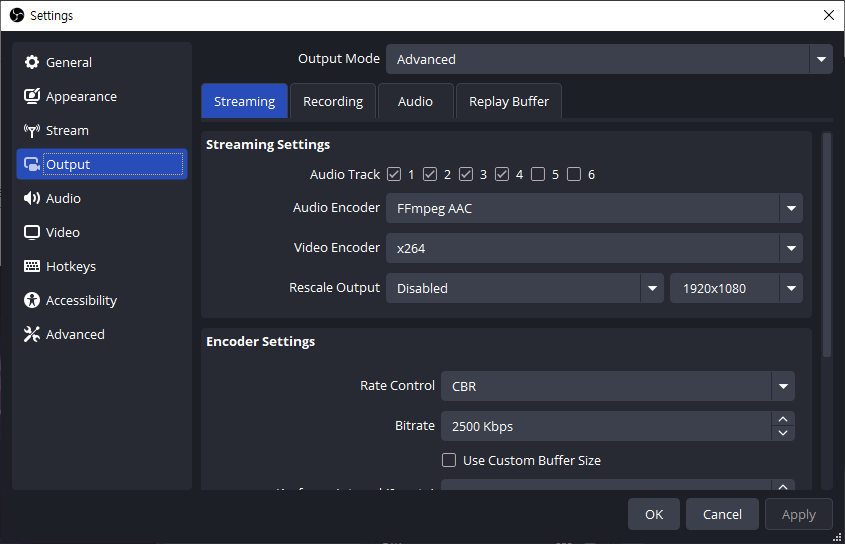 Settings
General
Appearance
Stream
Output
Audio
Video
Hotkeys
Accessibility
Advanced
Output Mode Advanced
Streaming Recording Audio Replay Buffer
Streaming Settings
Audio Track 1 2 3 4 5 6
Audio Encoder FFmpeg AAC
Video Encoder x264
Rescale Output Disabled 1920x1080
Encoder Settings
Rate Control CBR
Bitrate 2500 Kbps
Use Custom Buffer Size
OK Cancel Apply